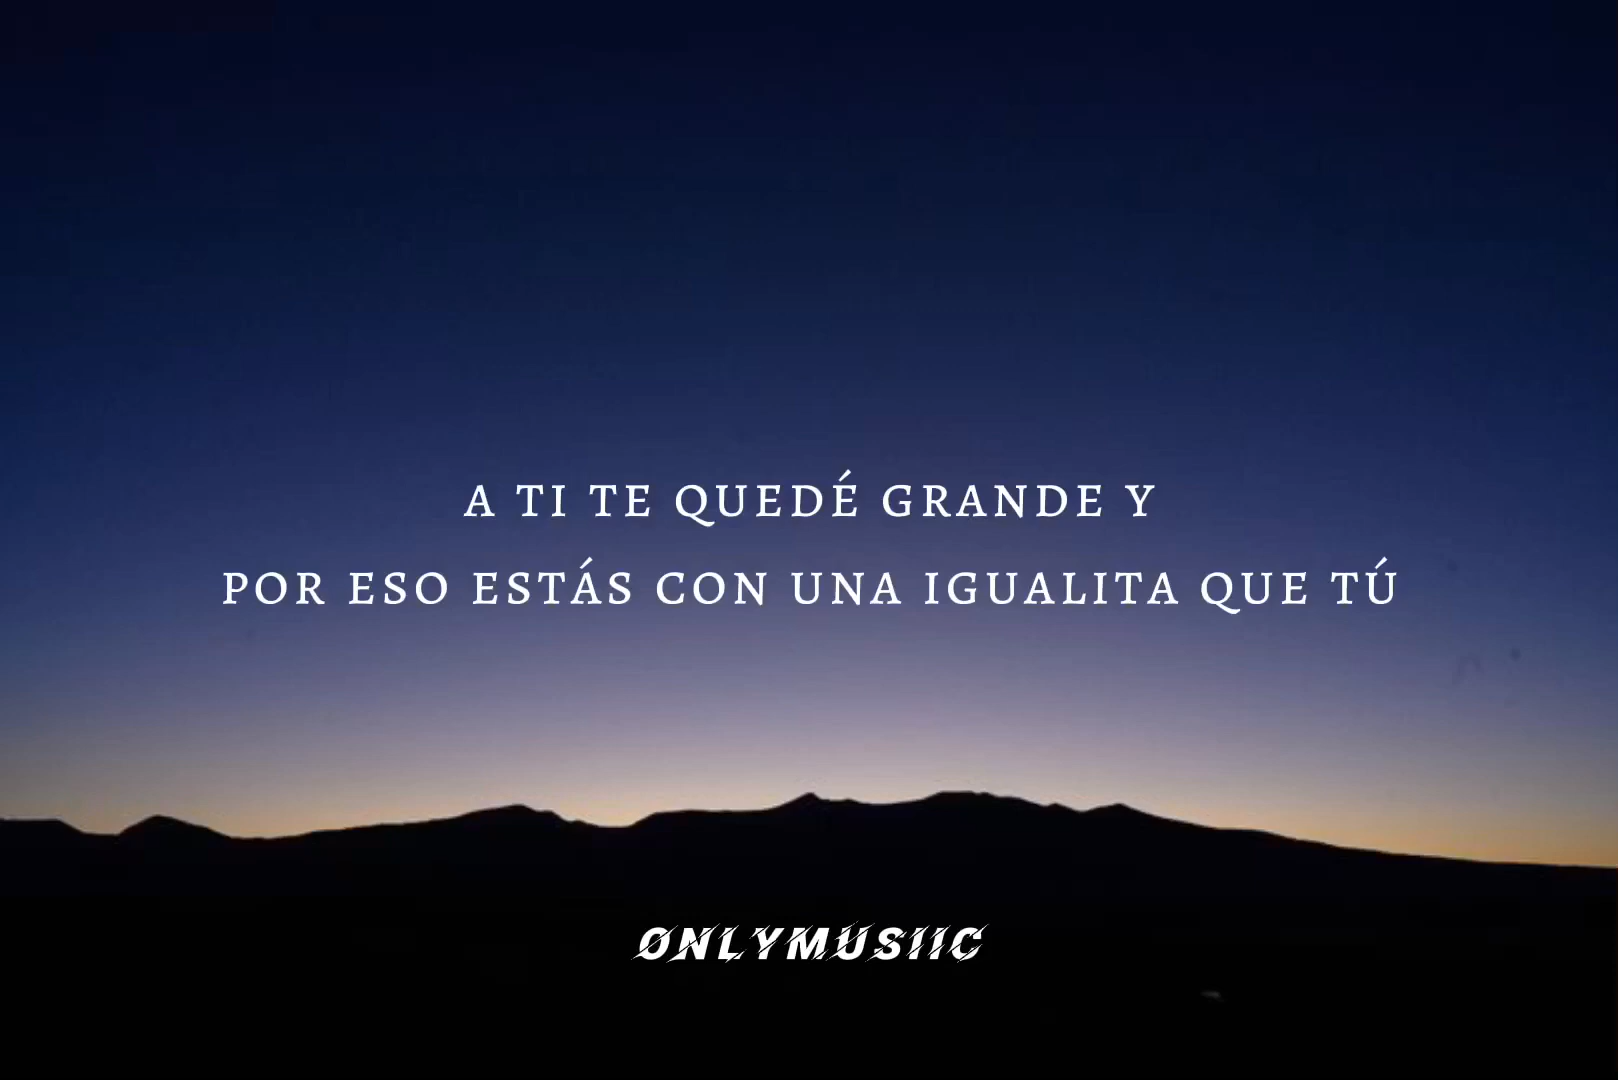 A TI TE QUEDÉ GRANDE Y
POR ESO ESTÁS CON UNA IGUALITA QUE TÚ
ONLYMUSIIC